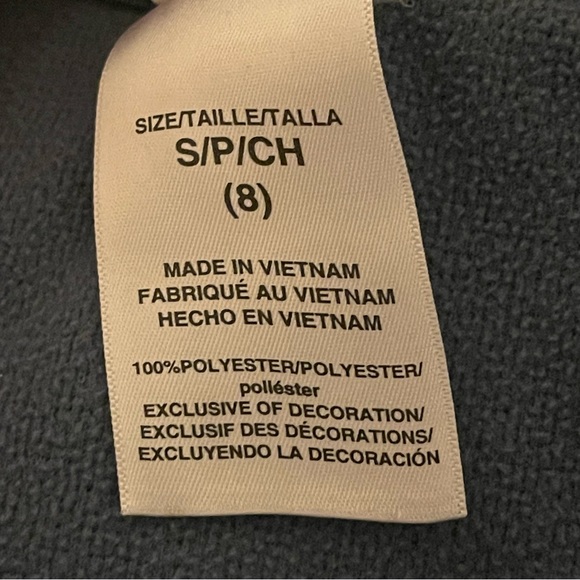 SIZE/TAILLE/TALLA
S/P/CH
(8)
MADE IN VIETNAM
FABRIQUÉ AU VIETNAM
HECHO EN VIETNAM
100%POLYESTER/POLYESTER/
poliéster
EXCLUSIVE OF DECORATION/
EXCLUSIF DES DÉCORATIONS/
EXCLUYENDO LA DECORACIÓN